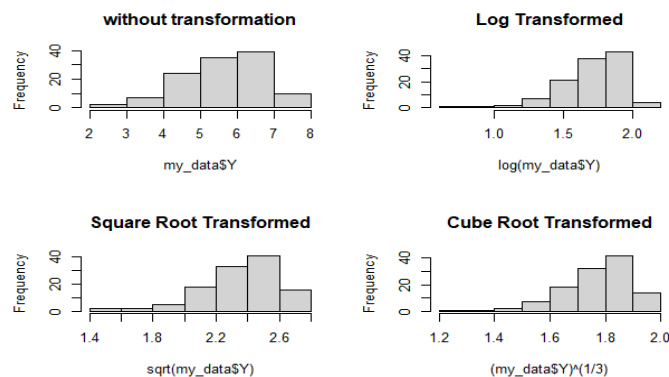 without transformation
Frequency
0 20 40
2 3 4 5 6 7 8
my_data$Y
Log Transformed
Frequency
0 20 40
1.0 1.5 2.0
log(my_data$Y)
Square Root Transformed
Frequency
0 20 40
1.4 1.8 2.2 2.6
sqrt(my_data$Y)
Cube Root Transformed
Frequency
0 20 40
1.2 1.4 1.6 1.8 2.0
(my_data$Y)^(1/3)